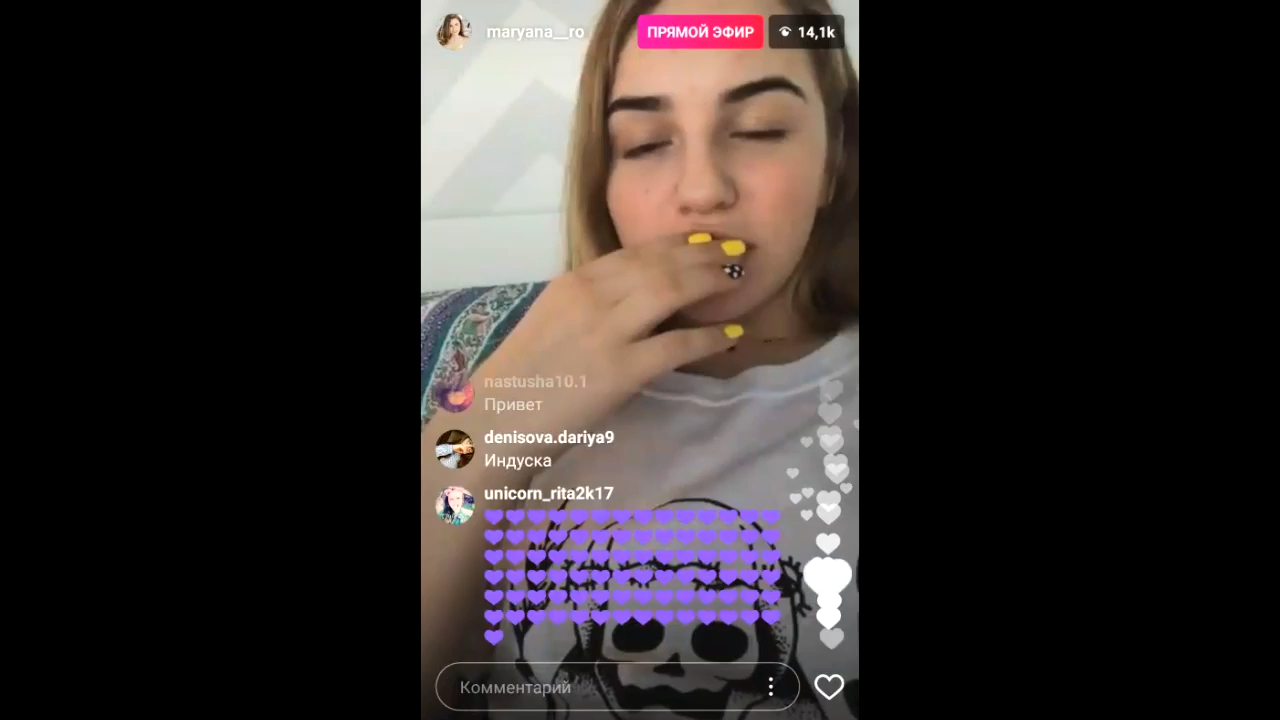 maryana__ro
ПРЯМОЙ ЭФИР
14,1k
nastusha10.1
Привет
denisova.dariya9
Индуска
unicorn_rita2k17
Комментарий